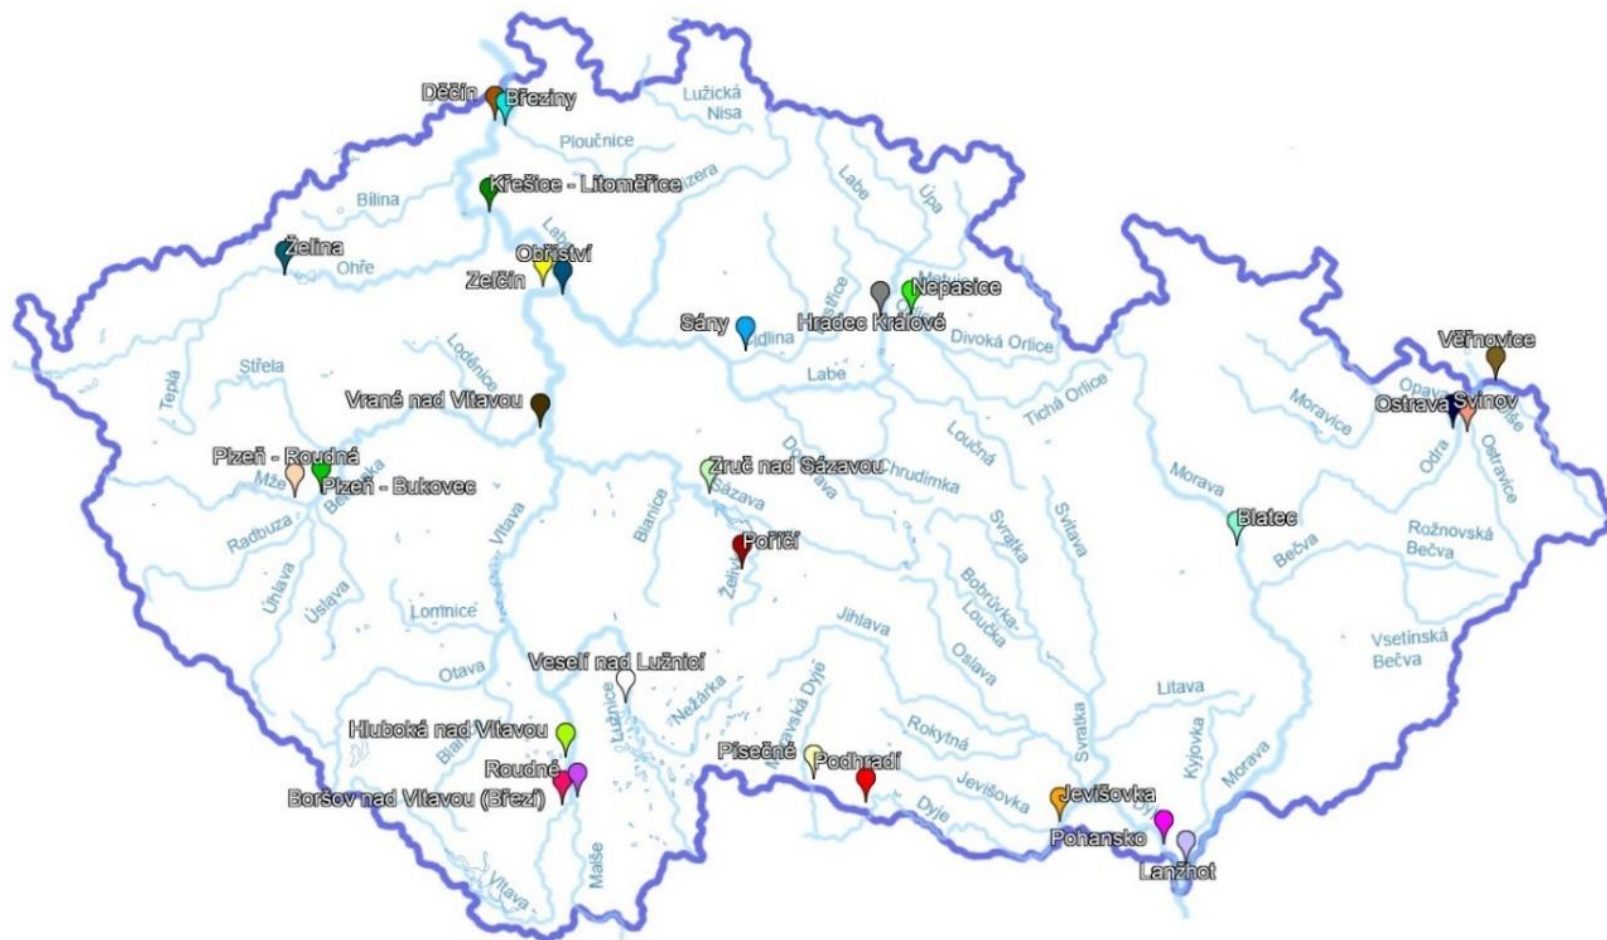 Děčín
Březiny
Lužická
Nisa
Ploučnice
Křešice - Litoměřice
Bílina
Labe
Úpa
Želina
Ohře
Labe
Obříství
Zelčín
Metuje
Nepasice
Hradec Králové
Sány
Cidlina
Divoká Orlice
Labe
Tichá Orlice
Věřňovice
Opava
Ostrava
Svinov
Moravice
Odra
Ostravice
Střela
Teplá
Loděnice
Vrané nad Vltavou
Loučná
Plzeň - Roudná
Mže
Plzeň - Bukovec
Zruč nad Sázavou
Chrudimka
Sázava
Morava
Radbuza
Blanice
Vltava
Svratka
Svitava
Blatec
Bečva
Rožnovská
Bečva
Poříčí
Úhlava
Úslava
Lomnice
Bobrůvka-
Loučka
Jihlava
Oslava
Vsetínská
Bečva
Otava
Veselí nad Lužnicí
Lužnice
Nežárka
Moravská Dyje
Litava
Hluboká nad Vltavou
Rokytná
Svratka
Kyjovka
Morava
Písečné
Podhradí
Roudné
Boršov nad Vltavou (Březí)
Jevišovka
Jevišovka
Dyje
Dyje
Pohansko
Lanžhot
Malše
Vltava